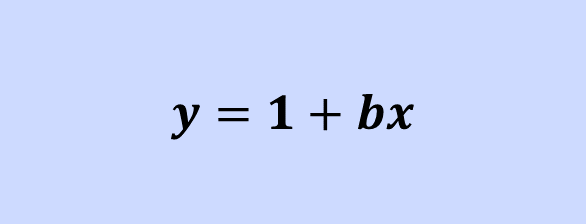 y = 1 + bx